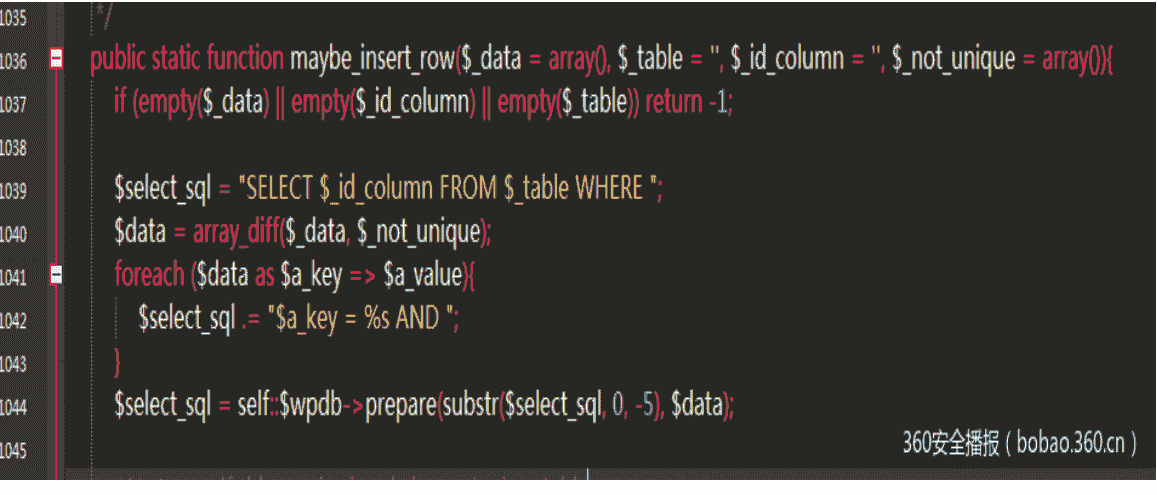 1035 */
1036 public static function maybe_insert_row($_data = array(), $_table = '', $_id_column = '', $_not_unique = array()){
1037 if (empty($_data) || empty($_id_column) || empty($_table)) return -1;
1038
1039 $select_sql = "SELECT $_id_column FROM $_table WHERE ";
1040 $data = array_diff($_data, $_not_unique);
1041 foreach ($data as $a_key => $a_value){
1042 $select_sql .= "$a_key = %s AND ";
1043 }
1044 $select_sql = self::$wpdb->prepare(substr($select_sql, 0, -5), $data);
1045
360安全播报（bobao.360.cn）